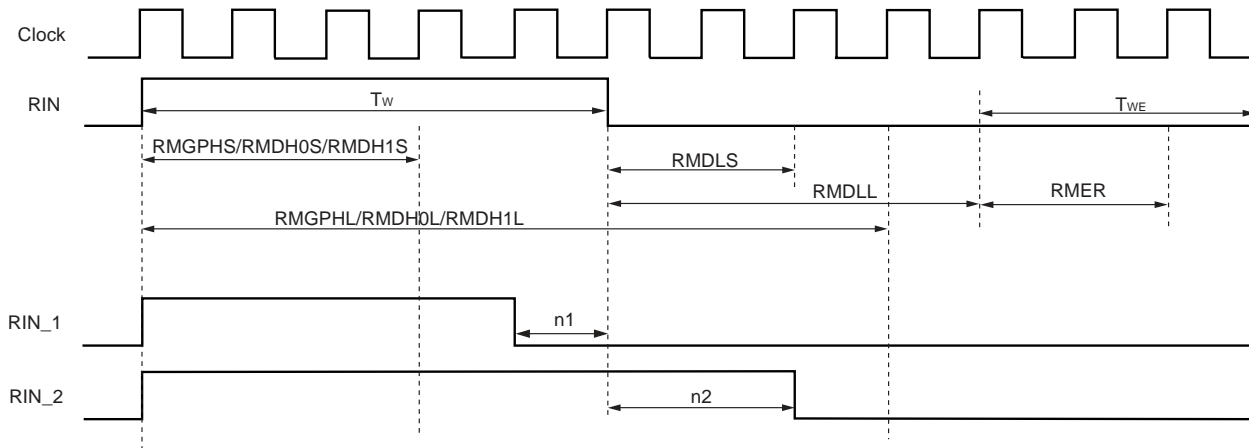 Clock
RIN
Tw
TWE
RMGPHS/RMDH0S/RMDH1S
RMDLS
RMDLL
RMER
RMGPHL/RMDH0L/RMDH1L
RIN_1
n1
RIN_2
n2